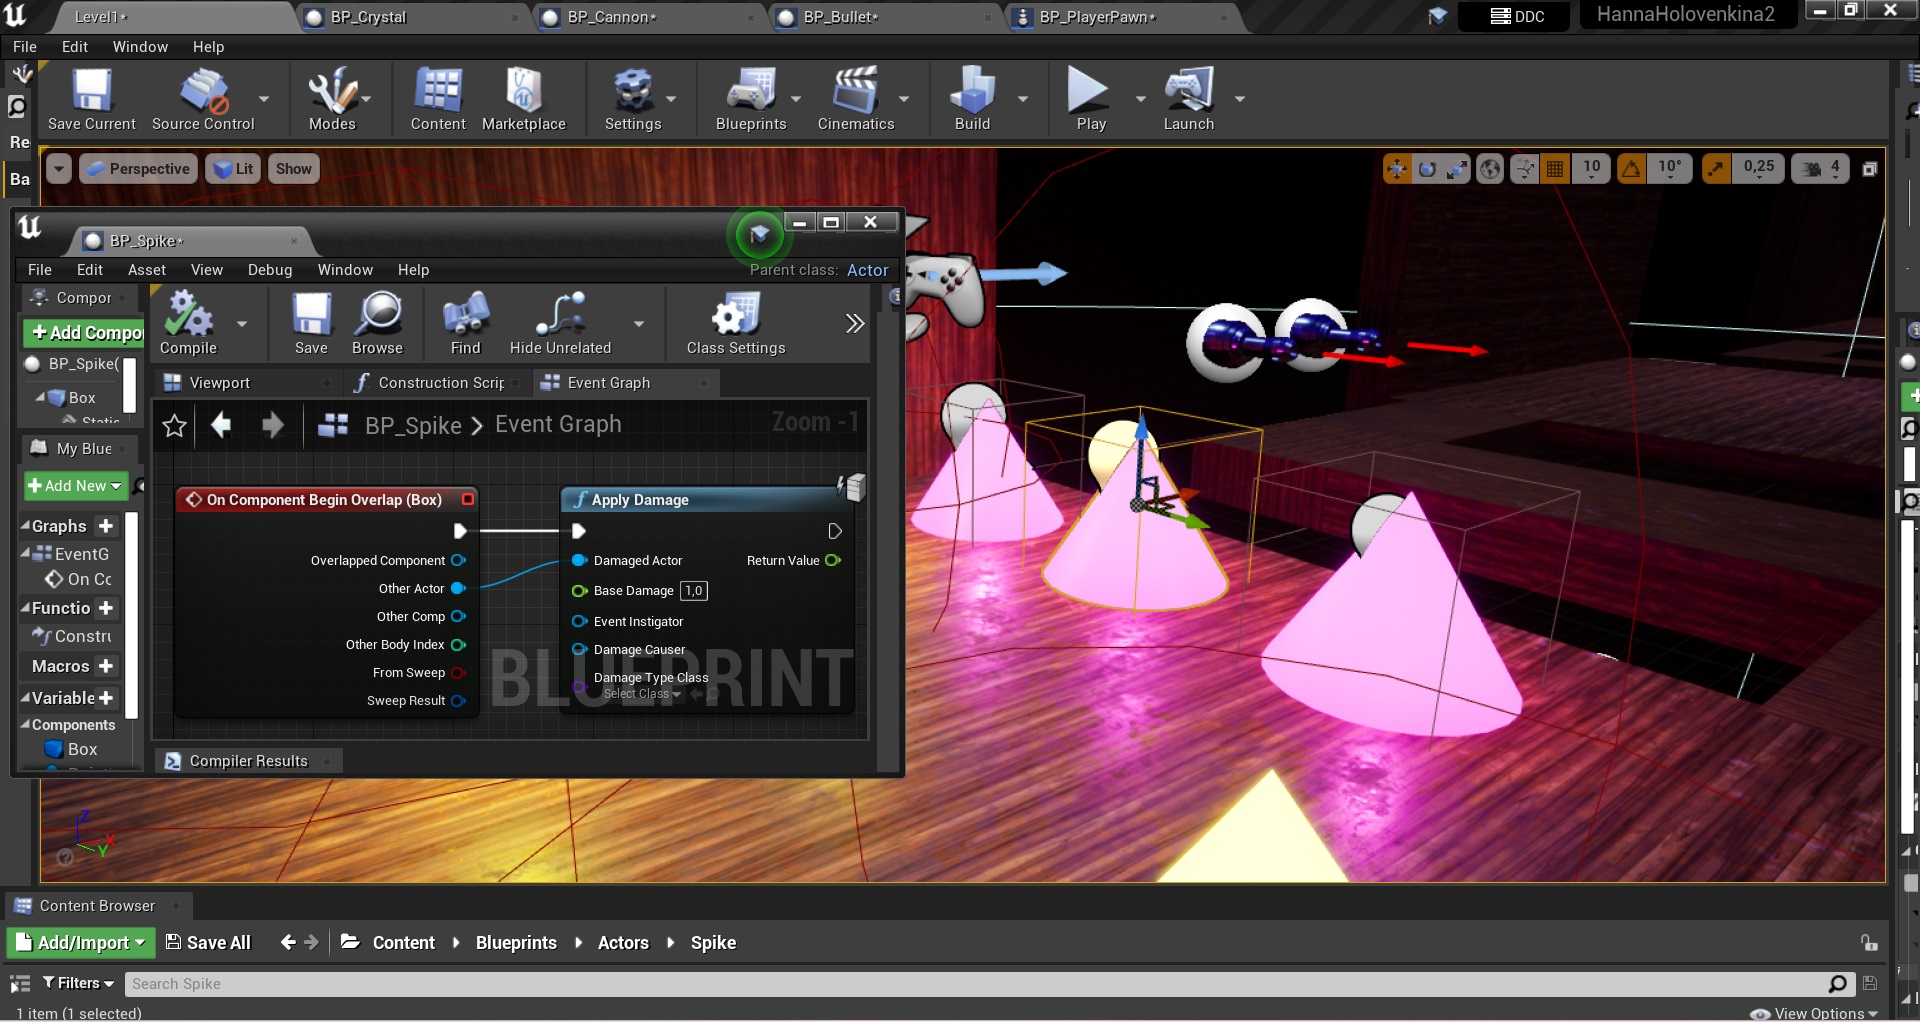 Level1*
BP_Crystal
BP_Cannon*
BP_Bullet*
BP_PlayerPawn*
DDC
HannaHolovenkina2
File Edit Window Help
Save Current
Source Control
Modes
Content
Marketplace
Settings
Blueprints
Cinematics
Build
Play
Launch
Re
Ba
Perspective
Lit
Show
10
10°
0,25
4
BP_Spike*
File Edit Asset View Debug Window Help
Parent class: Actor
Compor
Add Compo
BP_Spike(
Box
Static
Compile
Save
Browse
Find
Hide Unrelated
Class Settings
Viewport
Construction Scrip
Event Graph
BP_Spike > Event Graph
Zoom -1
My Blue
Add New
Graphs
EventG
On Cc
Functio
Constru
Macros
Variable
Components
Box
On Component Begin Overlap (Box)
Overlapped Component
Other Actor
Other Comp
Other Body Index
From Sweep
Sweep Result
Apply Damage
Damaged Actor
Return Value
Base Damage 1,0
Event Instigator
Damage Causer
Damage Type Class
Select Class
BLUEPRINT
Compiler Results
Z
X
Y
Content Browser
Add/Import
Save All
Content
Blueprints
Actors
Spike
Filters
Search Spike
1 item (1 selected)
View Options